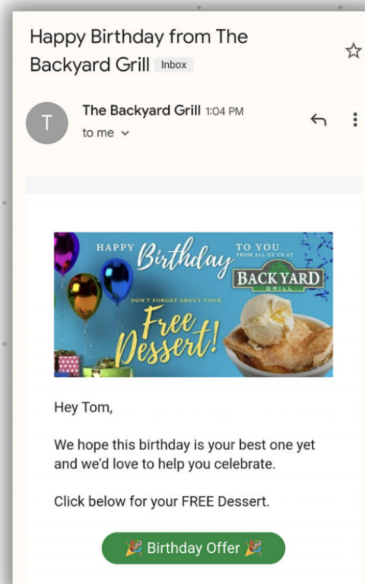 Happy Birthday from The
Backyard Grill Inbox
T
The Backyard Grill 1:04 PM
to me
HAPPY Birthday TO YOU
FROM ALL OF US AT
BACK YARD
GRILL
DON'T FORGET ABOUT YOUR
Free
Dessert!
Hey Tom,
We hope this birthday is your best one yet
and we'd love to help you celebrate.
Click below for your FREE Dessert.
🎉 Birthday Offer 🎉